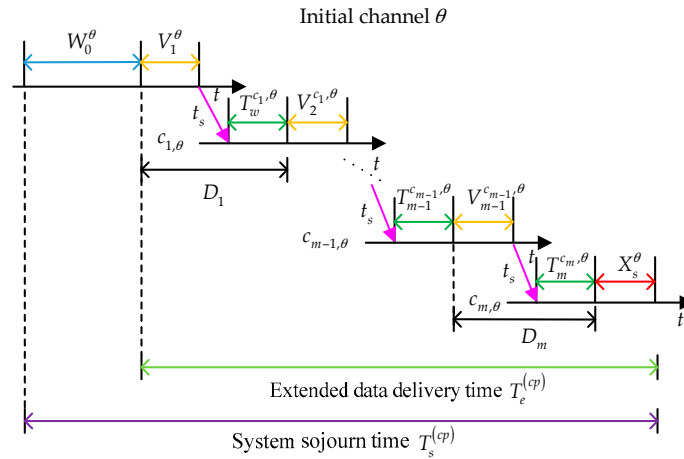 Initial channel θ
W_0^θ V_1^θ
t
t_s T_w^{c_1,θ} V_2^{c_1,θ}
c_{1,θ} t
. . . . .
D_1
t_s T_{m-1}^{c_{m-1},θ} V_{m-1}^{c_{m-1},θ}
c_{m-1,θ} t
t_s T_m^{c_m,θ} X_s^θ
c_{m,θ} t
D_m
Extended data delivery time T_e^{(cp)}
System sojourn time T_s^{(cp)}